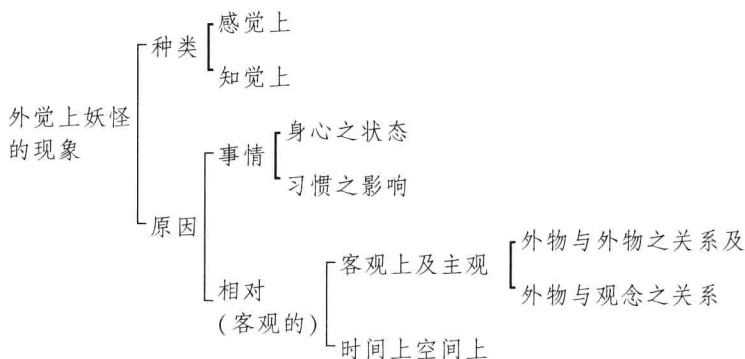 感觉上
种类
知觉上
外觉上妖怪
的现象
身心之状态
事情
习惯之影响
原因
外物与外物之关系及
客观上及主观
外物与观念之关系
相对
(客观的)
时间上空间上